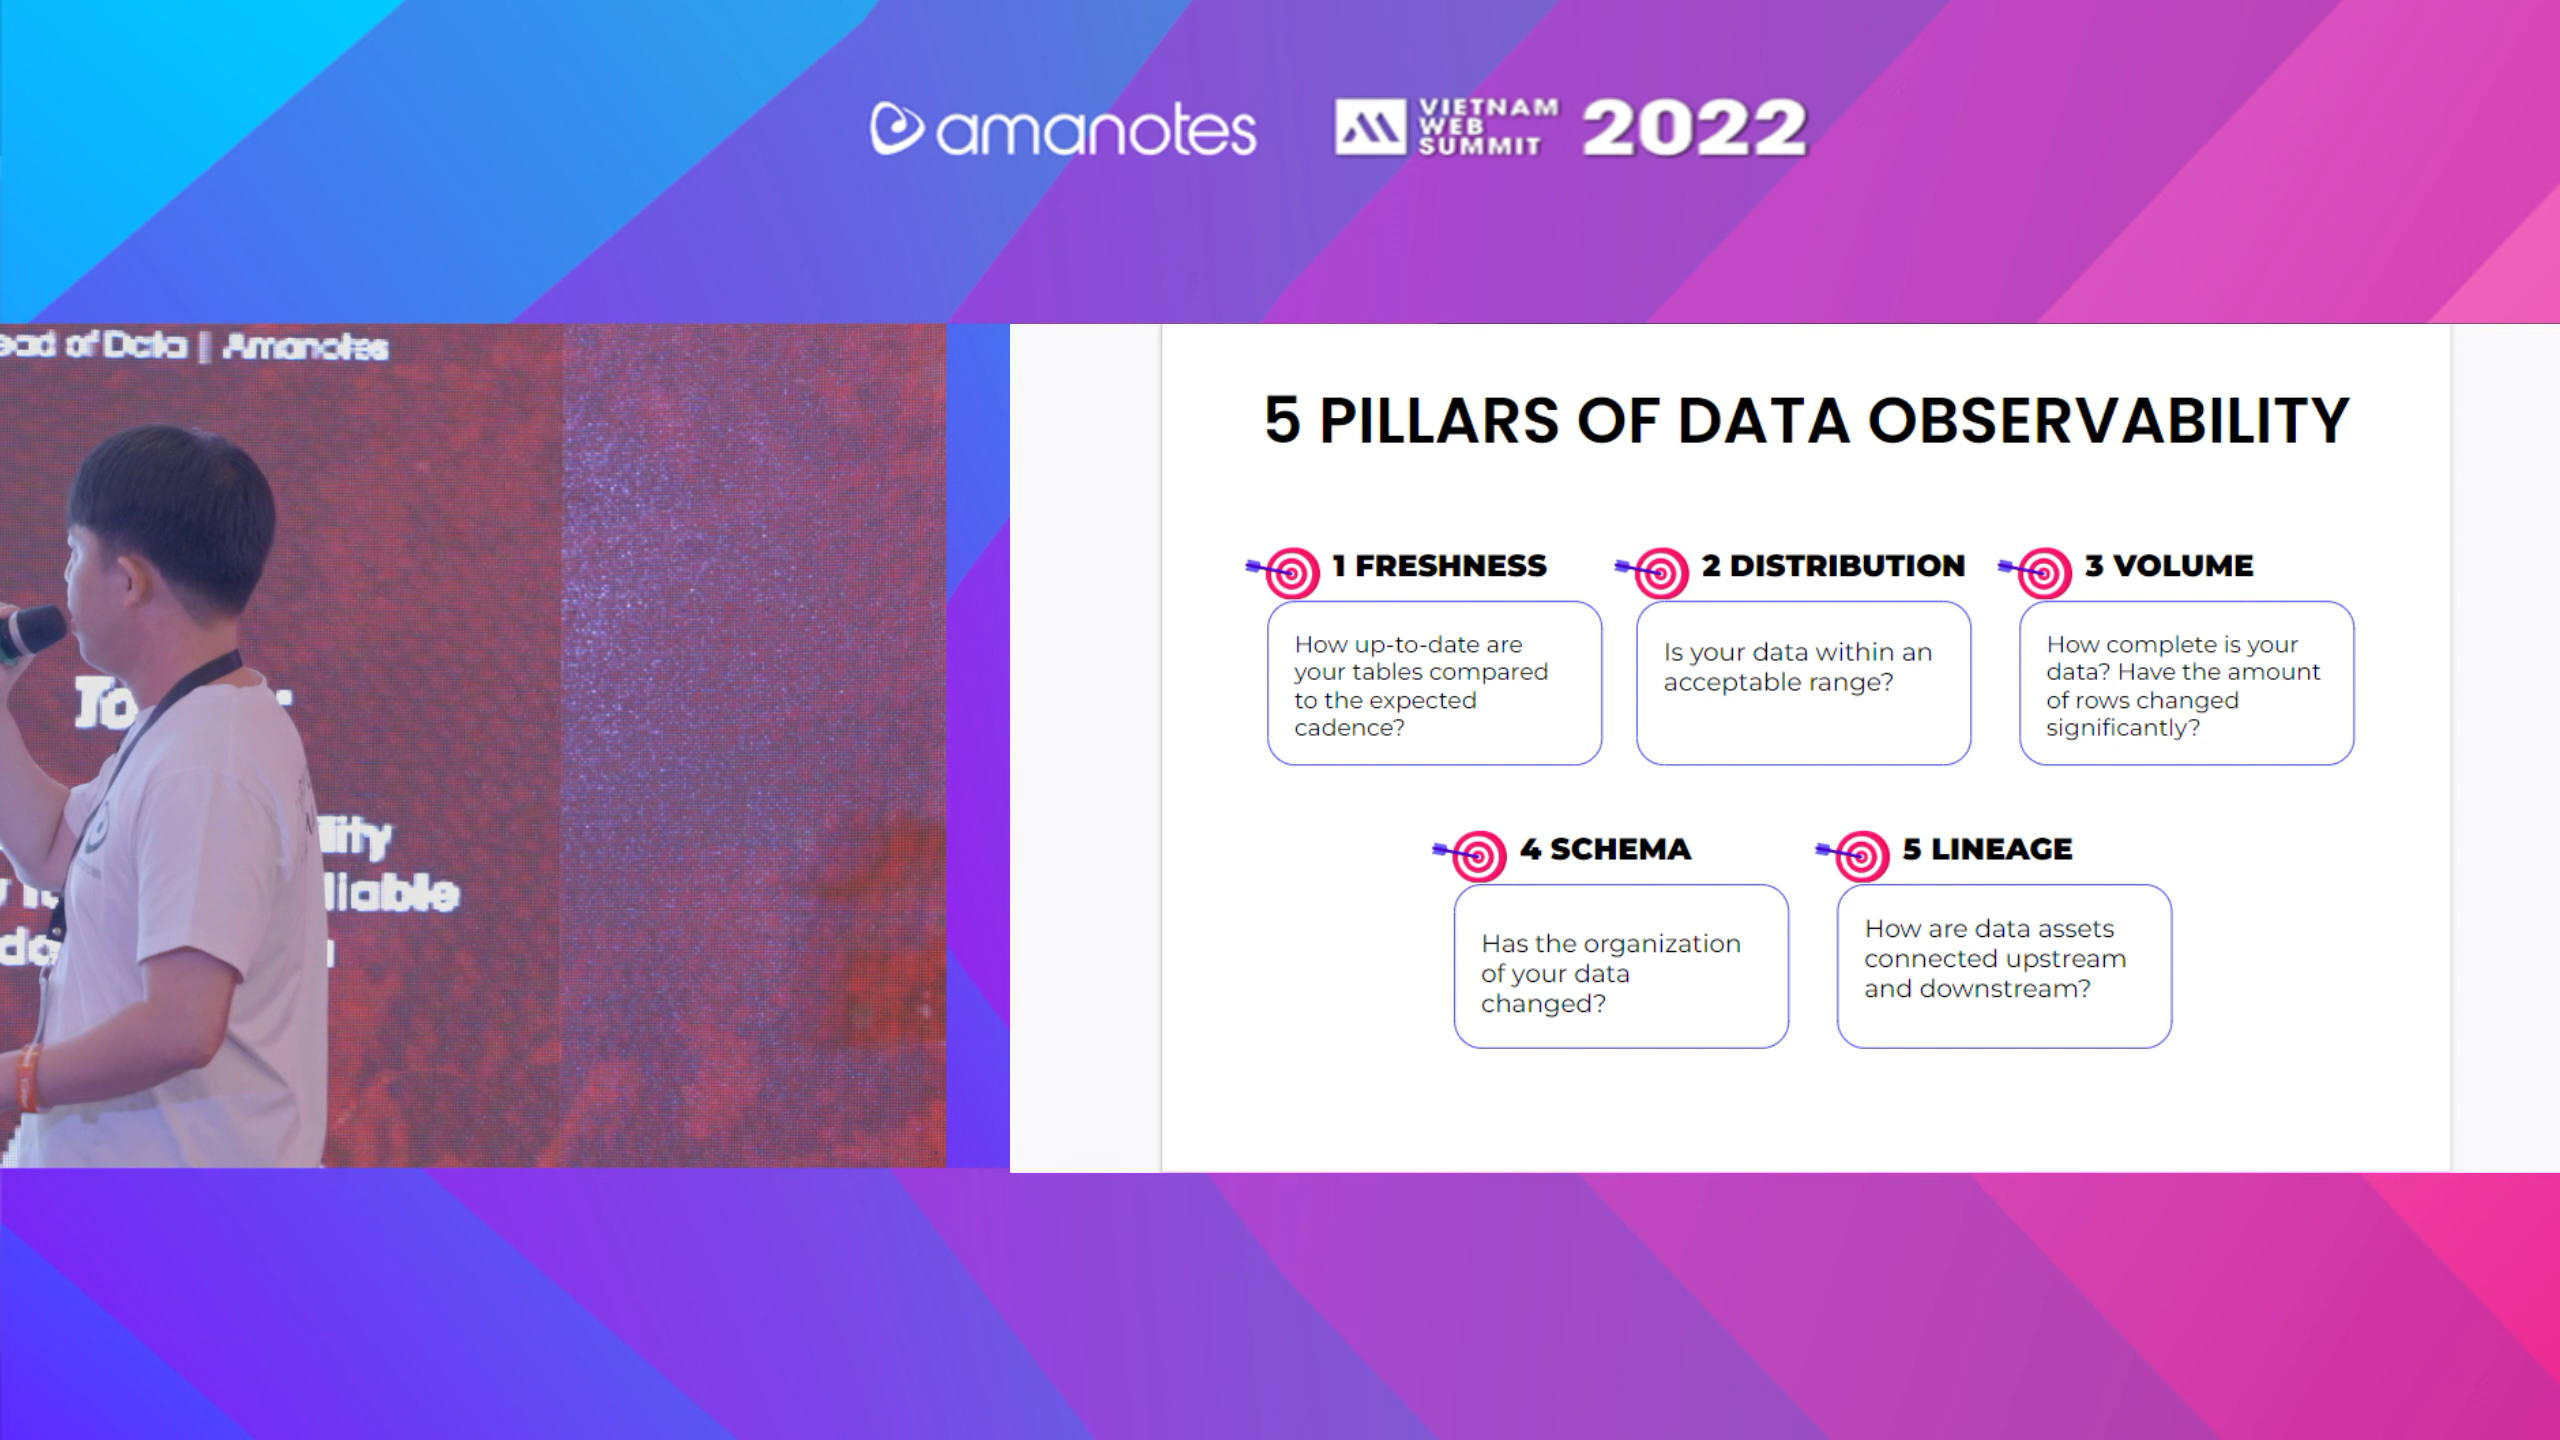 amanotes
VIETNAM
WEB
SUMMIT
2022
of Data | Amanotes
liable
5 PILLARS OF DATA OBSERVABILITY
1 FRESHNESS
How up-to-date are
your tables compared
to the expected
cadence?
2 DISTRIBUTION
Is your data within an
acceptable range?
3 VOLUME
How complete is your
data? Have the amount
of rows changed
significantly?
4 SCHEMA
Has the organization
of your data
changed?
5 LINEAGE
How are data assets
connected upstream
and downstream?